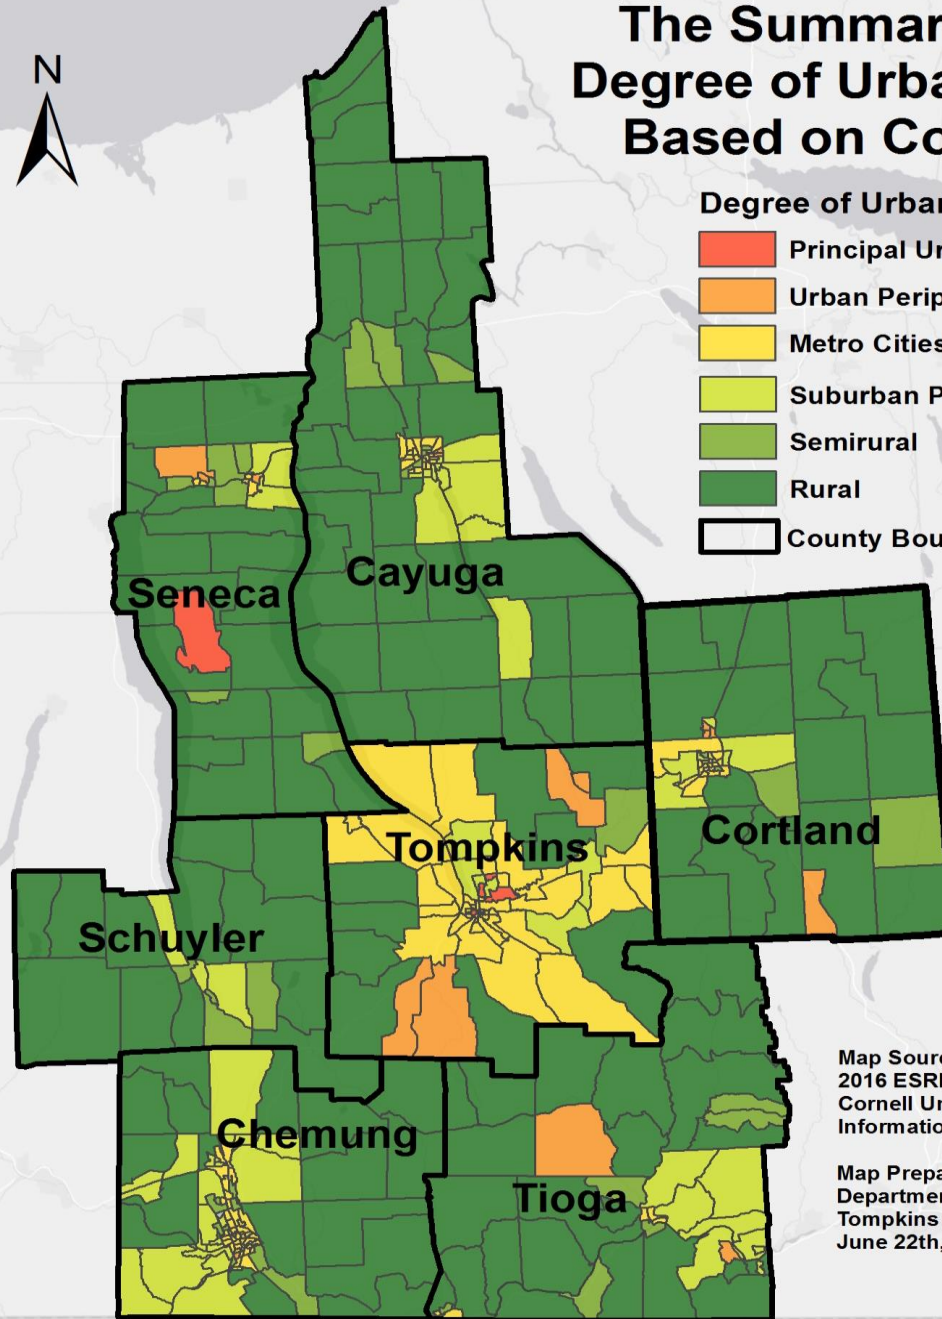 The Summar
Degree of Urba
Based on Co
N
Degree of Urban
Principal Ur
Urban Perip
Metro Cities
Suburban P
Semirural
Rural
County Bou
Seneca
Cayuga
Tompkins
Cortland
Schuyler
Chemung
Tioga
Map Sourc
2016 ESRI
Cornell Un
Informatio
Map Prepa
Departmen
Tompkins
June 22th,